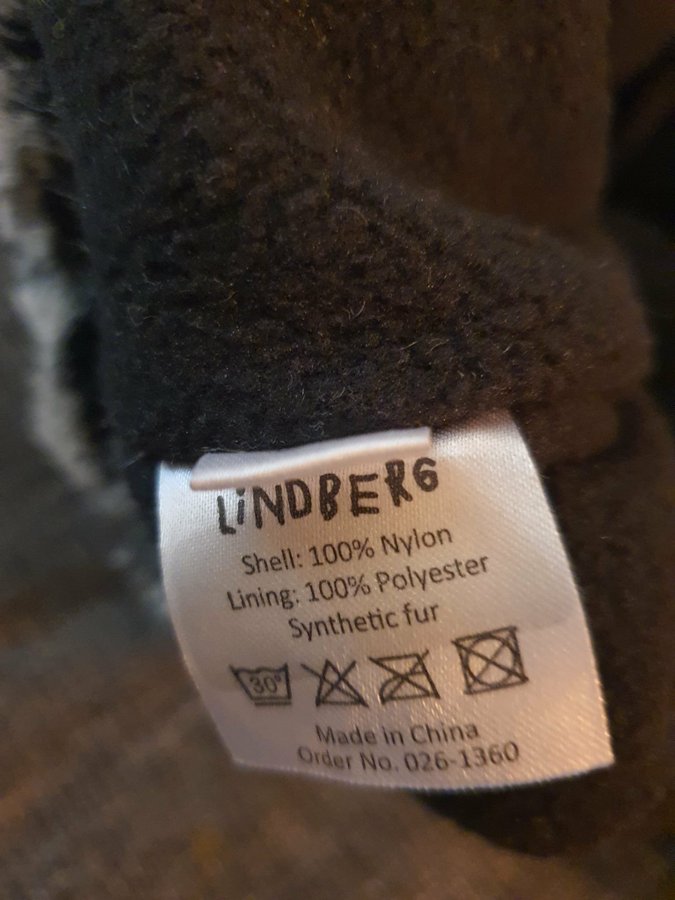 LiNDBERG
Shell: 100% Nylon
Lining: 100% Polyester
Synthetic fur
30°
Made in China
Order No. 026-1360